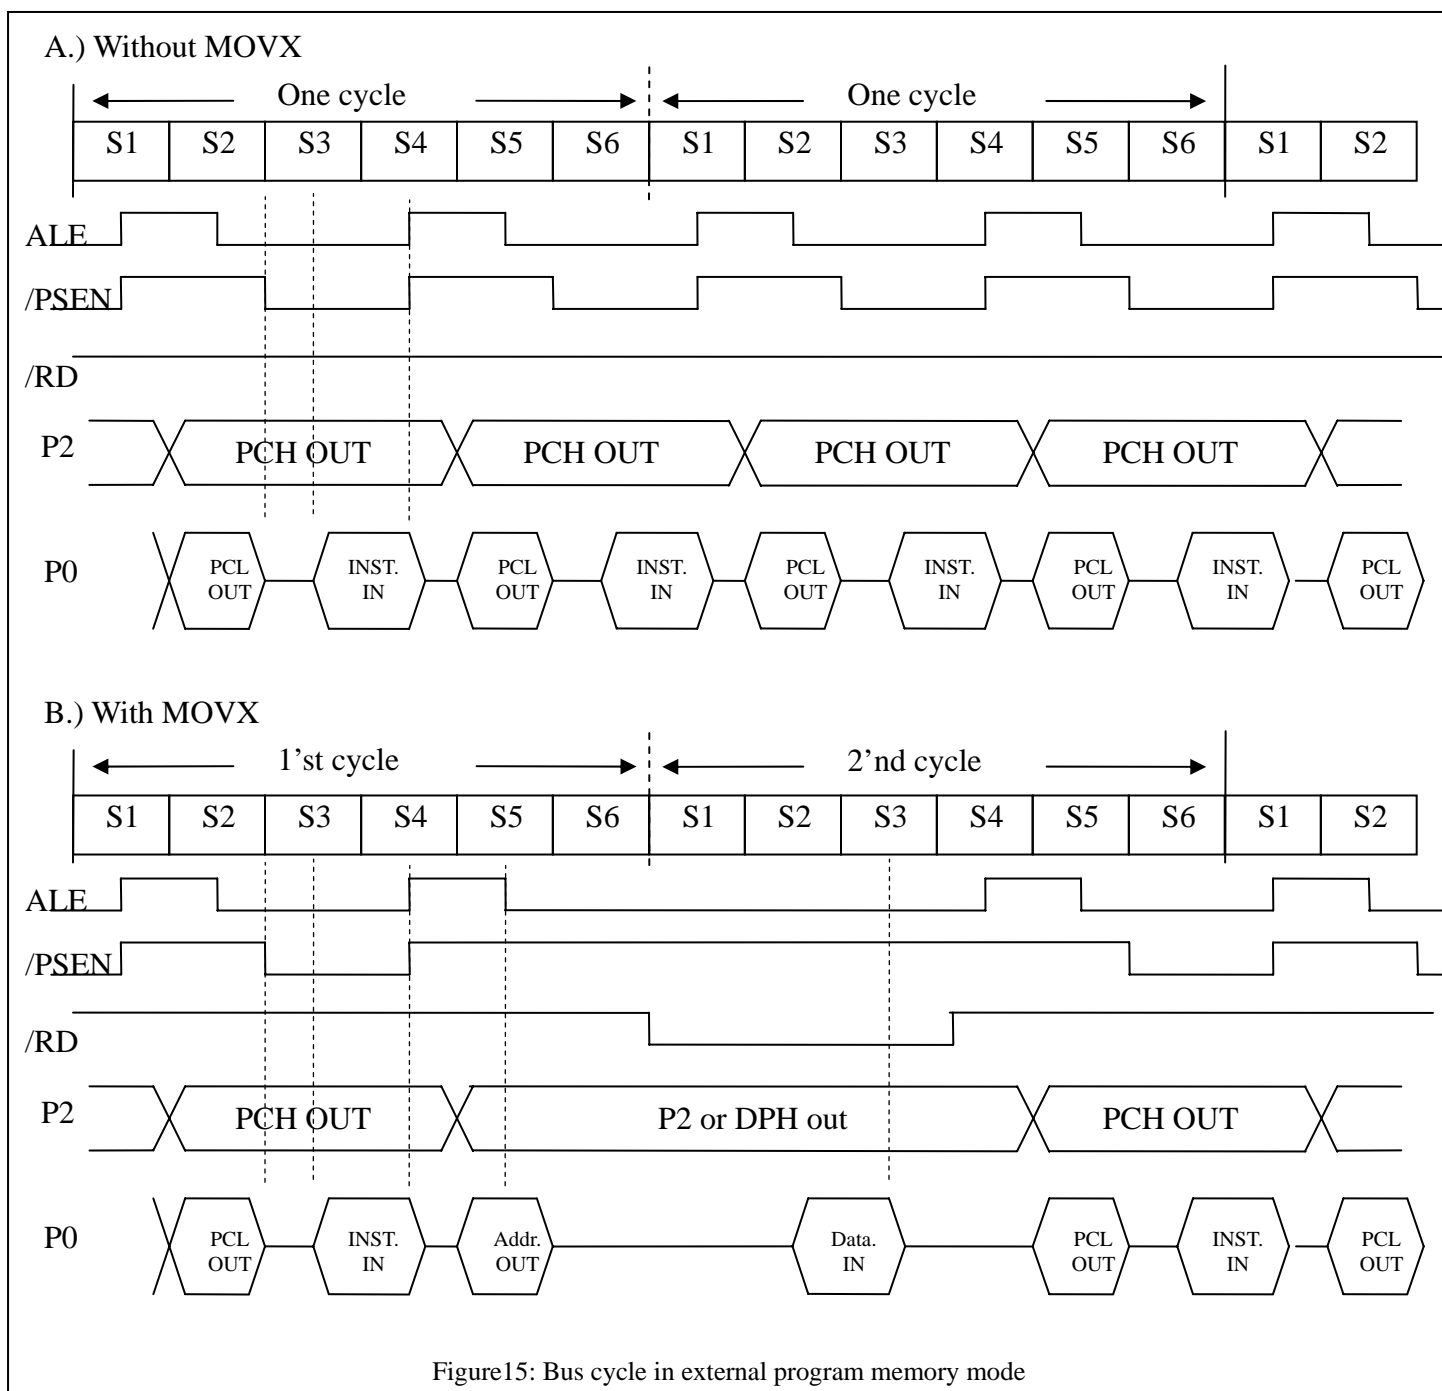 A.) Without MOVX
One cycle One cycle
S1 S2 S3 S4 S5 S6 S1 S2 S3 S4 S5 S6 S1 S2
ALE
/PSEN
/RD
P2 PCH OUT PCH OUT PCH OUT PCH OUT
P0 PCL OUT INST. IN PCL OUT INST. IN PCL OUT INST. IN PCL OUT INST. IN PCL OUT
B.) With MOVX
1’st cycle 2’nd cycle
S1 S2 S3 S4 S5 S6 S1 S2 S3 S4 S5 S6 S1 S2
ALE
/PSEN
/RD
P2 PCH OUT P2 or DPH out PCH OUT
P0 PCL OUT INST. IN Addr. OUT Data. IN PCL OUT INST. IN PCL OUT
Figure15: Bus cycle in external program memory mode